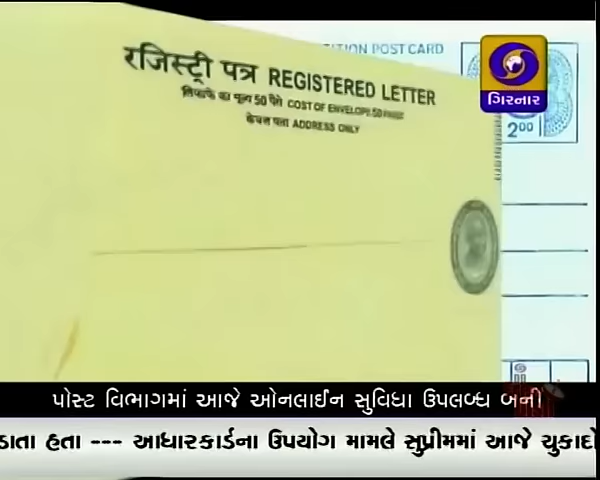 TION POST CARD
रजिस्ट्री पत्र REGISTERED LETTER
लिफाफे का मूल्य 50 पैसे COST OF ENVELOPE 50 PAISE
केवल पता ADDRESS ONLY
ગિરનાર
2.00
પોસ્ટ વિભાગમાં આજે ઓનલાઈન સુવિધા ઉપલબ્ધ બની
ડાતા હતા --- આધારકાર્ડના ઉપયોગ મામલે સુપ્રીમમાં આજે ચુકાદો